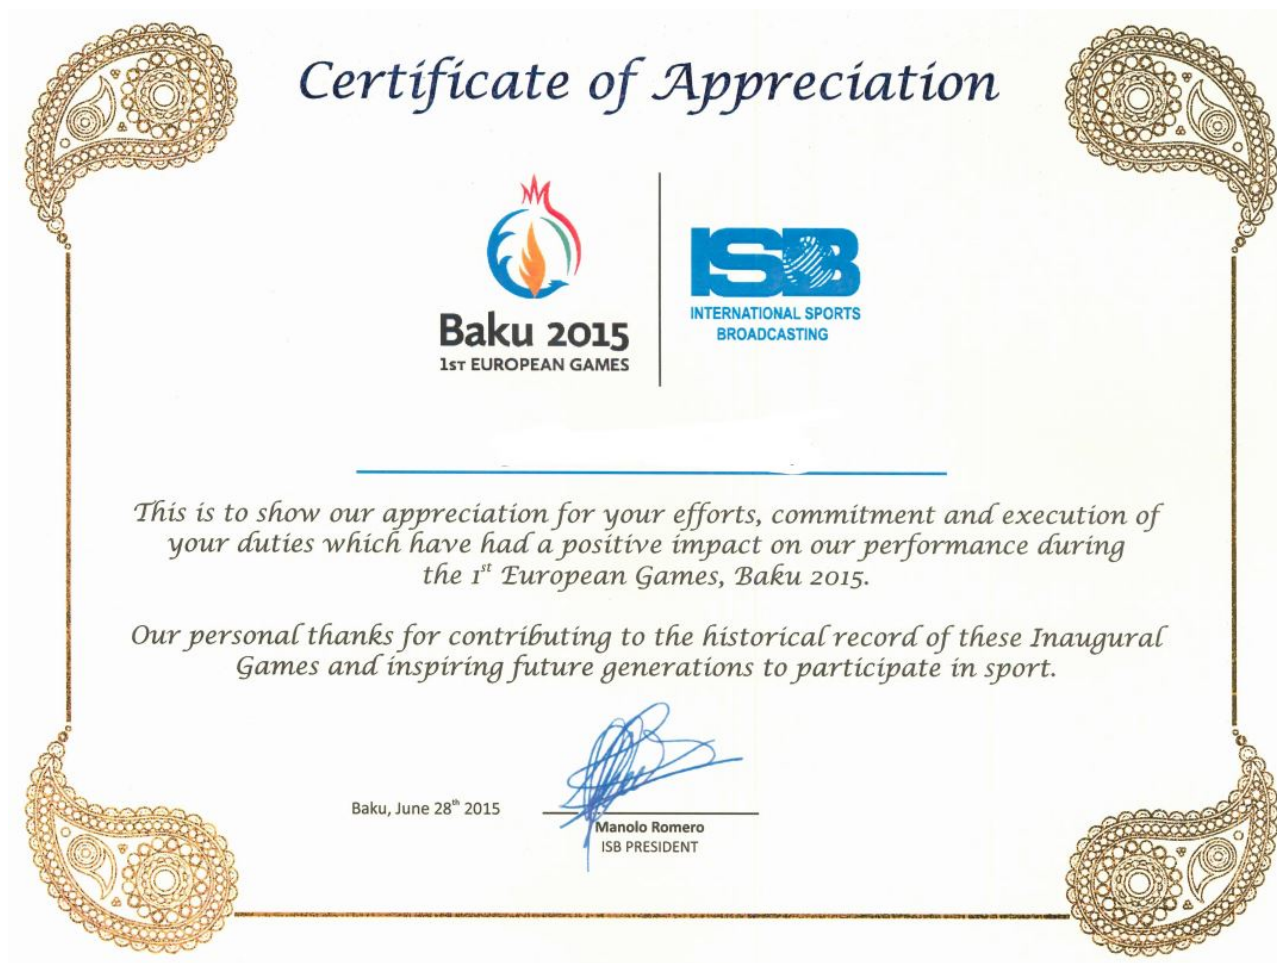 Certificate of Appreciation
Baku 2015
1ST EUROPEAN GAMES
ISB
INTERNATIONAL SPORTS
BROADCASTING
This is to show our appreciation for your efforts, commitment and execution of
your duties which have had a positive impact on our performance during
the 1st European Games, Baku 2015.
Our personal thanks for contributing to the historical record of these Inaugural
Games and inspiring future generations to participate in sport.
Baku, June 28th 2015
Manolo Romero
ISB PRESIDENT